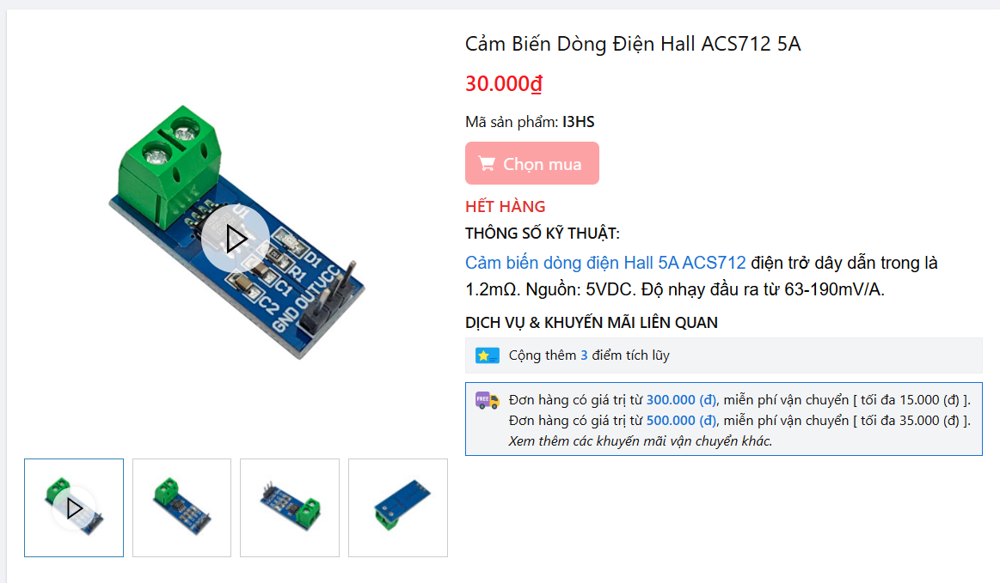 Cảm Biến Dòng Điện Hall ACS712 5A
30.000₫
Mã sản phẩm: I3HS
Chọn mua
HẾT HÀNG
THÔNG SỐ KỸ THUẬT:
Cảm biến dòng điện Hall 5A ACS712 điện trở dây dẫn trong là
1.2mΩ. Nguồn: 5VDC. Độ nhạy đầu ra từ 63-190mV/A.
DỊCH VỤ & KHUYẾN MÃI LIÊN QUAN
Cộng thêm 3 điểm tích lũy
FREE
Đơn hàng có giá trị từ 300.000 (đ), miễn phí vận chuyển [ tối đa 15.000 (đ) ].
Đơn hàng có giá trị từ 500.000 (đ), miễn phí vận chuyển [ tối đa 35.000 (đ) ].
Xem thêm các khuyến mãi vận chuyển khác.
U1
D1
R1
C1
C2
GND OUT VCC